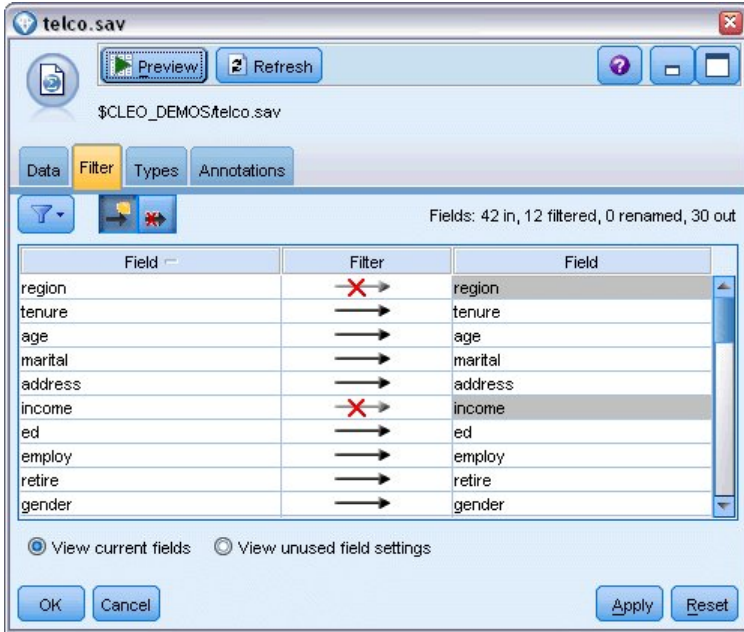 telco.sav
Preview
Refresh
$CLEO_DEMOS/telco.sav
Data Filter Types Annotations
Fields: 42 in, 12 filtered, 0 renamed, 30 out
Field Filter Field
region region
tenure tenure
age age
marital marital
address address
income income
ed ed
employ employ
retire retire
gender gender
View current fields View unused field settings
OK Cancel Apply Reset